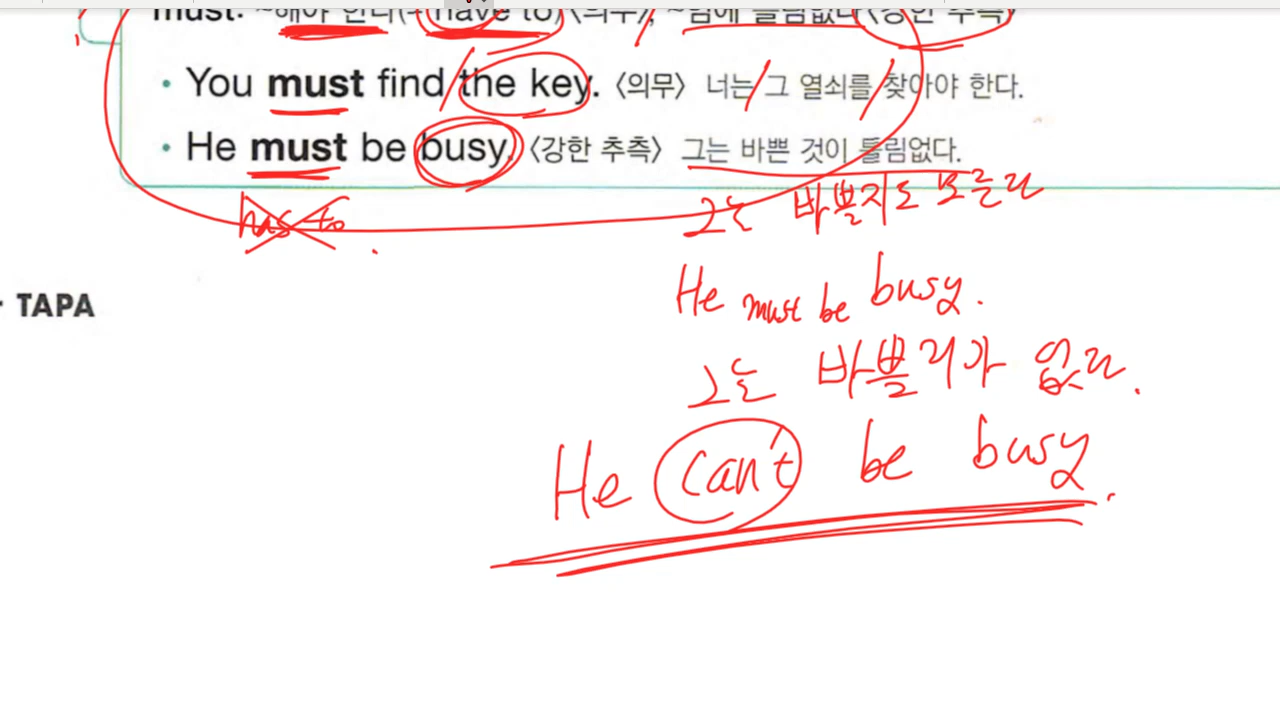 must: ~해야 한다(= have to) <의무>, ~임에 틀림없다 <강한 추측>
• You must find the key. <의무> 너는 그 열쇠를 찾아야 한다.
• He must be busy. <강한 추측> 그는 바쁜 것이 틀림없다.
has to
그는 바쁠지도 모른다
TAPA
He must be busy.
그는 바쁠리가 없다.
He can't be busy.